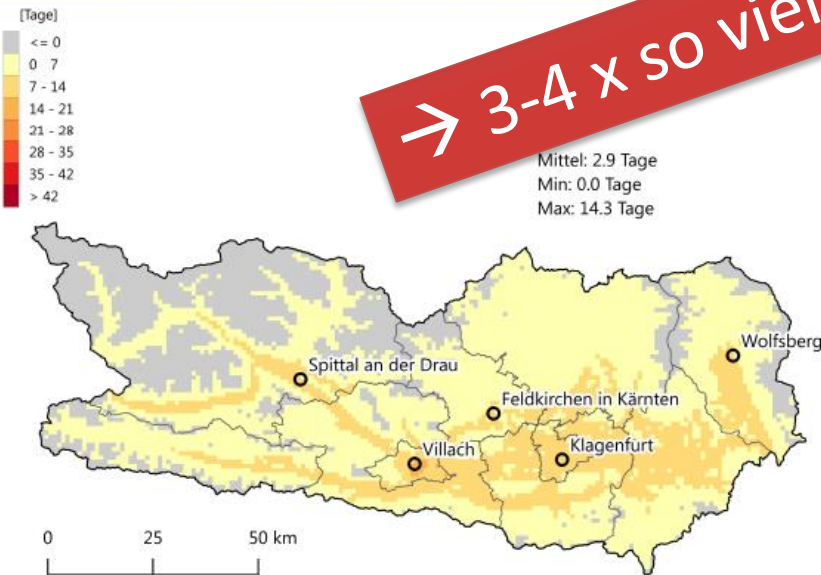 [Tage]
<= 0
0 7
7 - 14
14 - 21
21 - 28
28 - 35
35 - 42
> 42
→ 3-4 x so
Mittel: 2.9 Tage
Min: 0.0 Tage
Max: 14.3 Tage
Wolfsberg
Spittal an der Drau
Feldkirchen in Kärnten
Villach
Klagenfurt
0 25 50 km